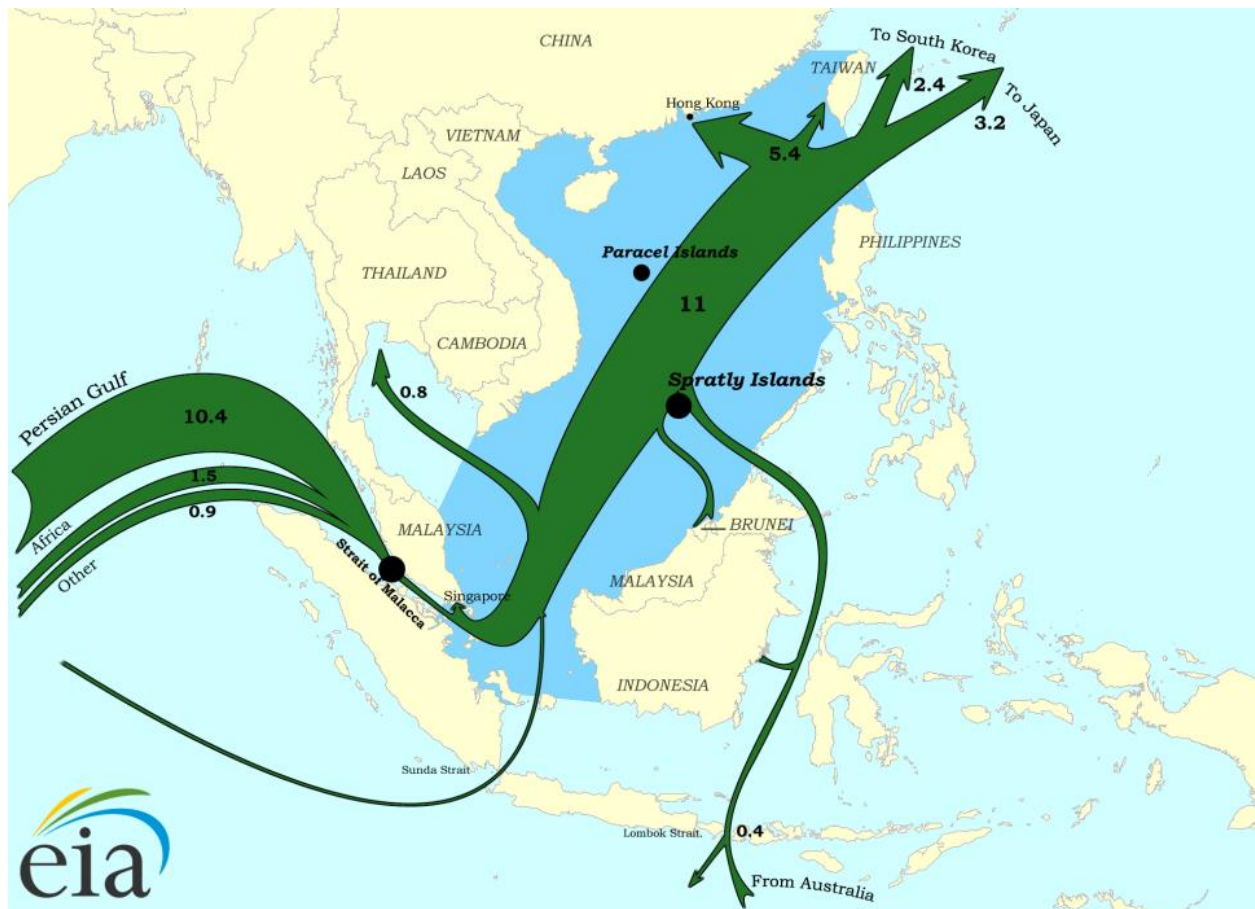 CHINA
To South Korea
TAIWAN
2.4
Hong Kong
To Japan
3.2
VIETNAM
5.4
LAOS
Paracel Islands
PHILIPPINES
THAILAND
11
CAMBODIA
Spratly Islands
0.8
Persian Gulf
10.4
1.5
0.9
Africa
Other
MALAYSIA
BRUNEI
Strait of Malacca
Singapore
MALAYSIA
INDONESIA
Sunda Strait
Lombok Strait.
0.4
From Australia
eia